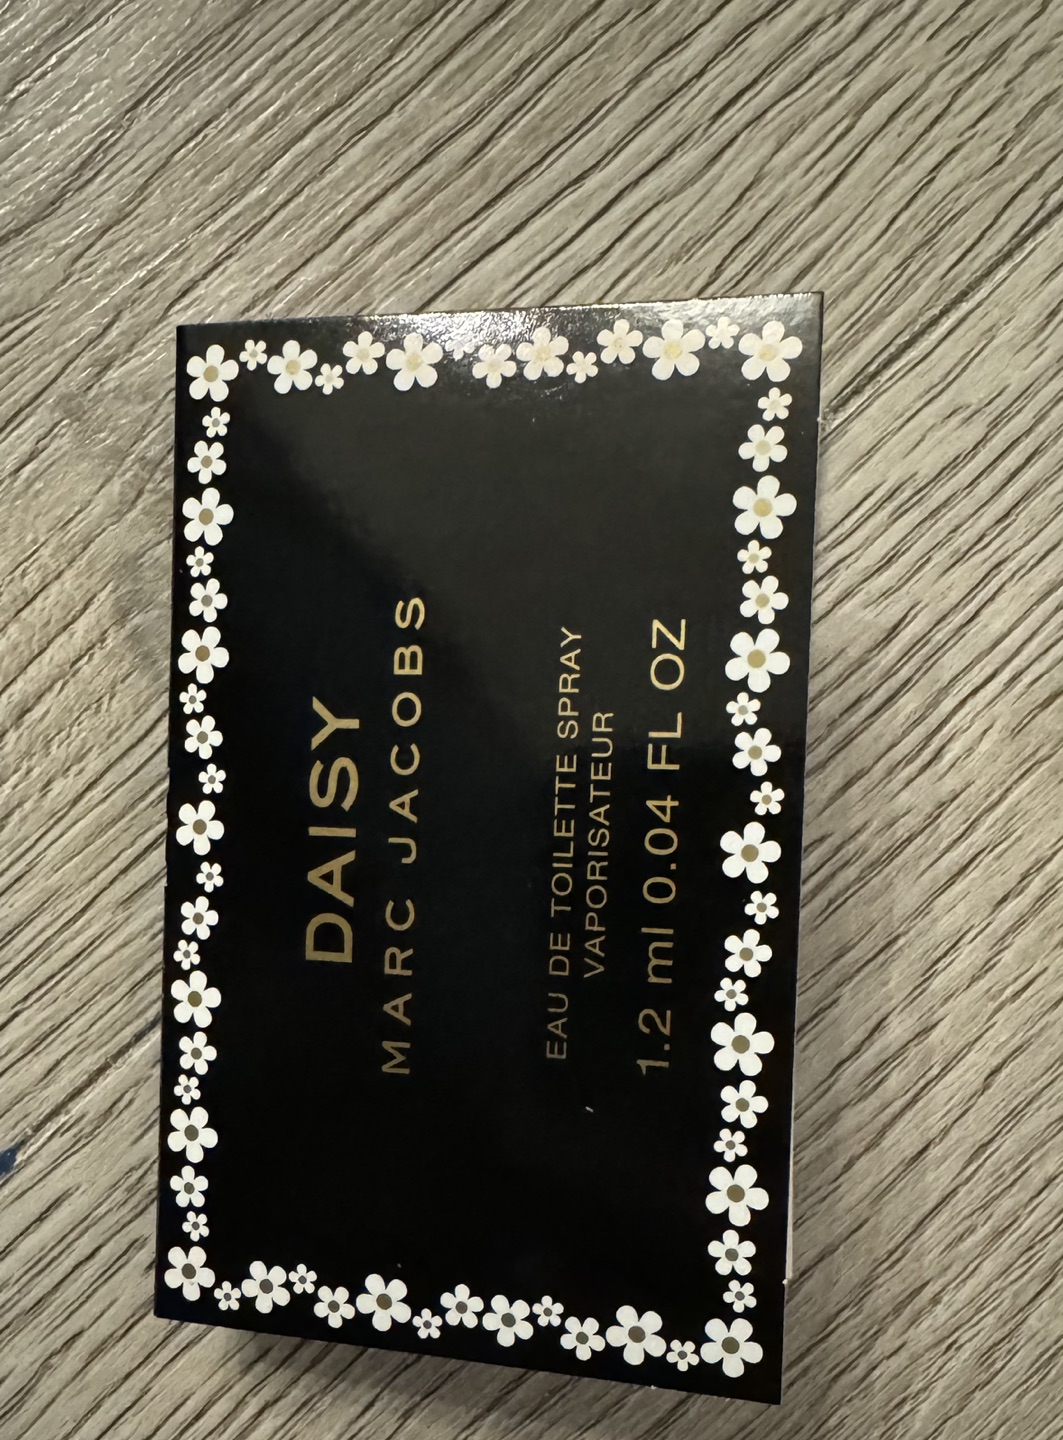 DAISY
MARC JACOBS
EAU DE TOILETTE SPRAY
VAPORISATEUR
1.2 ml 0.04 FL OZ